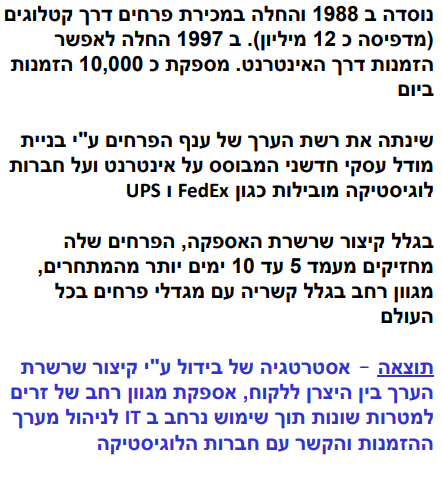 נוסדה ב 1988 והחלה במכירת פרחים דרך קטלוגים
(מדפיסה כ 12 מיליון). ב 1997 החלה לאפשר
הזמנות דרך האינטרנט. מספקת כ 10,000 הזמנות
ביום
שינתה את רשת הערך של ענף הפרחים ע"י בניית
מודל עסקי חדשני המבוסס על אינטרנט ועל חברות
לוגיסטיקה מובילות כגון FedEx ו UPS
בגלל קיצור שרשרת האספקה, הפרחים שלה
מחזיקים מעמד 5 עד 10 ימים יותר מהמתחרים,
מגוון רחב בגלל קשריה עם מגדלי פרחים בכל
העולם
תוצאה – אסטרטגיה של בידול ע"י קיצור שרשרת
הערך בין היצרן ללקוח, אספקת מגוון רחב של זרים
למטרות שונות תוך שימוש נרחב ב IT לניהול מערך
ההזמנות והקשר עם חברות הלוגיסטיקה